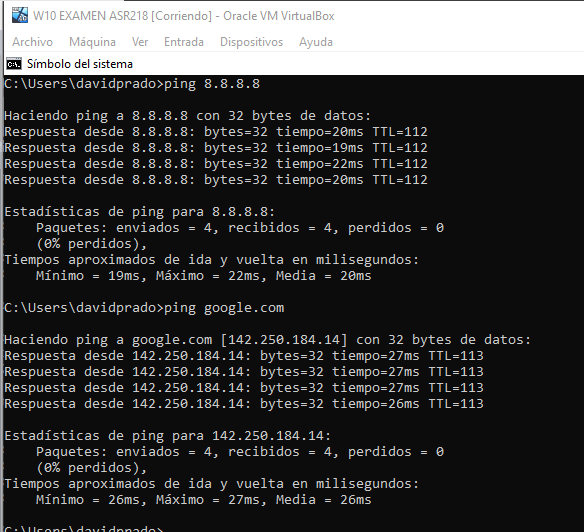 W10 EXAMEN ASR218 [Corriendo] - Oracle VM VirtualBox
Archivo Máquina Ver Entrada Dispositivos Ayuda
Símbolo del sistema
C:\Users\davidprado>ping 8.8.8.8
Haciendo ping a 8.8.8.8 con 32 bytes de datos:
Respuesta desde 8.8.8.8: bytes=32 tiempo=20ms TTL=112
Respuesta desde 8.8.8.8: bytes=32 tiempo=19ms TTL=112
Respuesta desde 8.8.8.8: bytes=32 tiempo=22ms TTL=112
Respuesta desde 8.8.8.8: bytes=32 tiempo=20ms TTL=112
Estadísticas de ping para 8.8.8.8:
Paquetes: enviados = 4, recibidos = 4, perdidos = 0
(0% perdidos),
Tiempos aproximados de ida y vuelta en milisegundos:
Mínimo = 19ms, Máximo = 22ms, Media = 20ms
C:\Users\davidprado>ping google.com
Haciendo ping a google.com [142.250.184.14] con 32 bytes de datos:
Respuesta desde 142.250.184.14: bytes=32 tiempo=27ms TTL=113
Respuesta desde 142.250.184.14: bytes=32 tiempo=27ms TTL=113
Respuesta desde 142.250.184.14: bytes=32 tiempo=27ms TTL=113
Respuesta desde 142.250.184.14: bytes=32 tiempo=26ms TTL=113
Estadísticas de ping para 142.250.184.14:
Paquetes: enviados = 4, recibidos = 4, perdidos = 0
(0% perdidos),
Tiempos aproximados de ida y vuelta en milisegundos:
Mínimo = 26ms, Máximo = 27ms, Media = 26ms
C:\Users\davidprado>